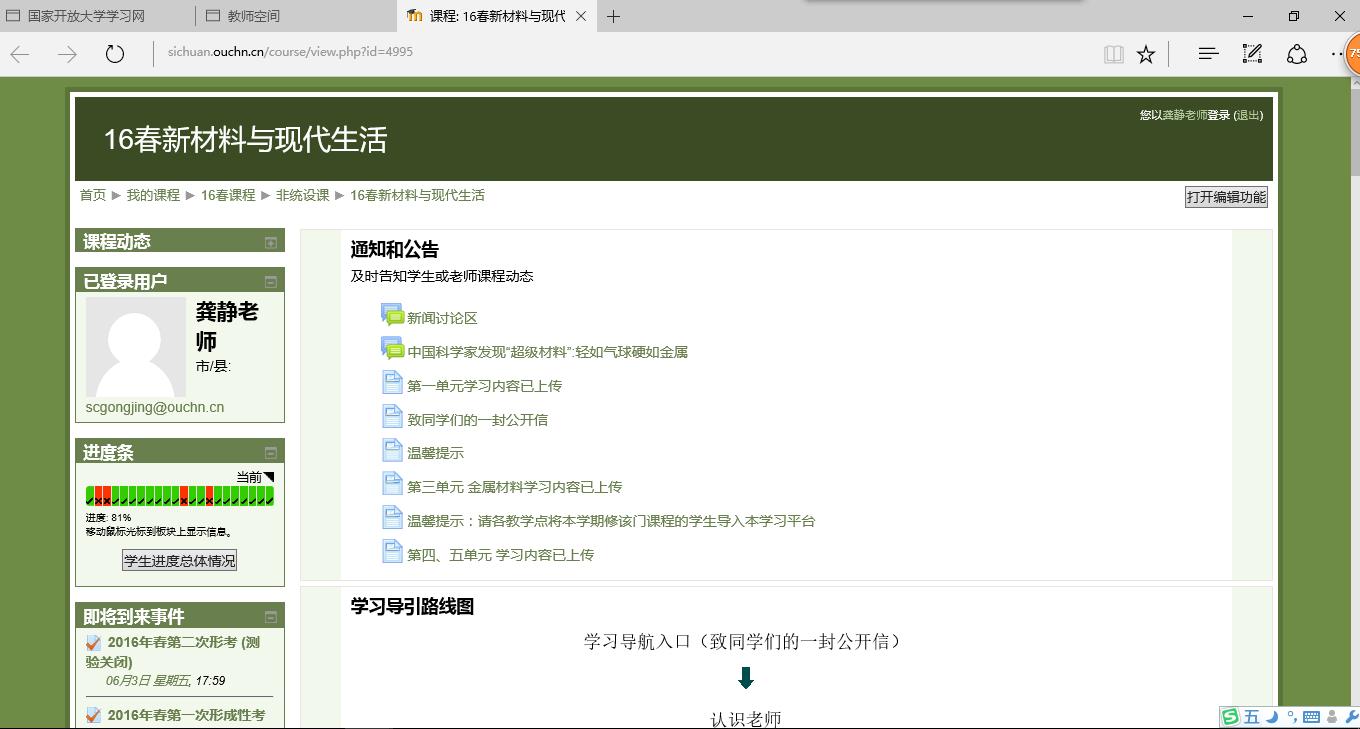 国家开放大学学习网
教师空间
课程: 16春新材料与现代
sichuan.ouchn.cn/course/view.php?id=4995
75
您以龚静老师登录 (退出)
16春新材料与现代生活
首页 ► 我的课程 ► 16春课程 ► 非统设课 ► 16春新材料与现代生活
打开编辑功能
课程动态
已登录用户
龚静老
师
市/县:
scgongjing@ouchn.cn
进度条
当前
进度: 81%
移动鼠标光标到板块上显示信息。
学生进度总体情况
即将到来事件
2016年春第二次形考 (测
验关闭)
06月3日 星期五, 17:59
2016年春第一次形成性考
通知和公告
及时告知学生或老师课程动态
新闻讨论区
中国科学家发现“超级材料”:轻如气球硬如金属
第一单元学习内容已上传
致同学们的一封公开信
温馨提示
第三单元 金属材料学习内容已上传
温馨提示：请各教学点将本学期修该门课程的学生导入本学习平台
第四、五单元 学习内容已上传
学习导引路线图
学习导航入口（致同学们的一封公开信）
认识老师
五